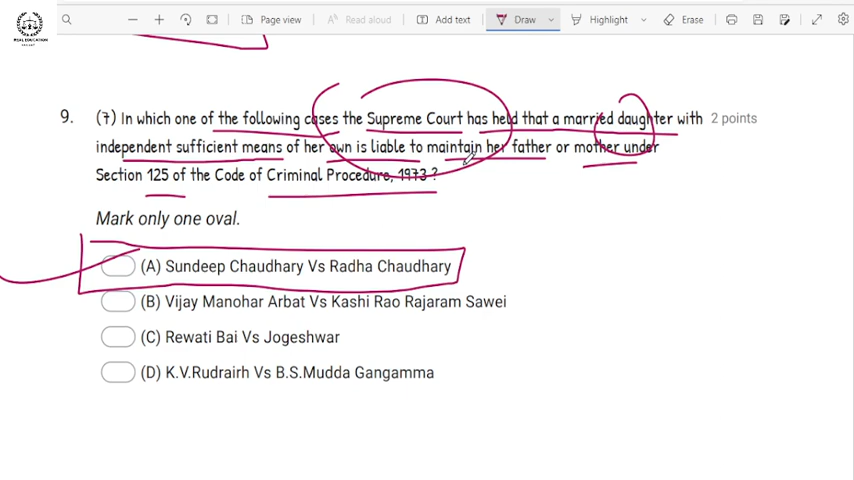 Page view
Read aloud
Add text
Draw
Highlight
Erase
REAL EDUCATION
9. (7) In which one of the following cases the Supreme Court has held that a married daughter with 2 points
independent sufficient means of her own is liable to maintain her father or mother under
Section 125 of the Code of Criminal Procedure, 1973 ?
Mark only one oval.
(A) Sundeep Chaudhary Vs Radha Chaudhary
(B) Vijay Manohar Arbat Vs Kashi Rao Rajaram Sawei
(C) Rewati Bai Vs Jogeshwar
(D) K.V.Rudrairh Vs B.S.Mudda Gangamma